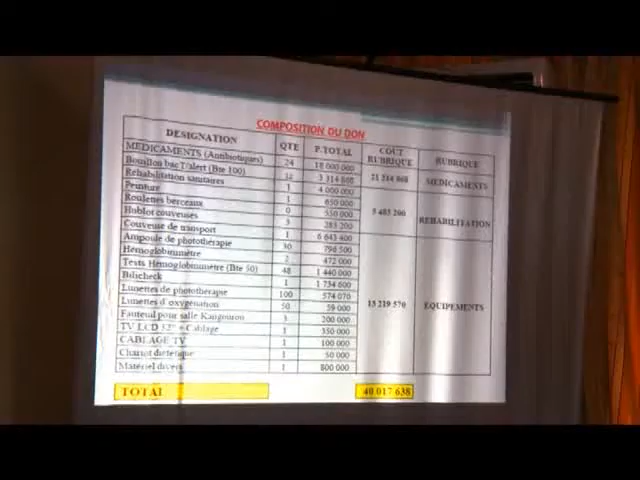 COMPOSITION DU DON
DESIGNATION QTE P.TOTAL COUT RUBRIQUE RUBRIQUE
MEDICAMENTS (Antibiotiques) 24 18 000 000 21 314 868 MEDICAMENTS
Bouillon bacT/alért (Bte 100) 12 3 314 868
Réhabilitation sanitaires 1 4 000 000 5 483 200 REHABILITATION
Peinture 1 650 000
Roulettes berceaux 0 550 000
Hublot couveuses 3 283 200
Couveuse de transport 1 6 643 400 13 219 570 EQUIPEMENTS
Ampoule de photothérapie 30 796 500
Hémoglobinumètre 2 472 000
Tests Hémoglobinumètre (Bte 50) 48 1 440 000
Bilicheck 1 1 734 600
Lunettes de photothérapie 100 574 070
Lunettes d'oxygénation 50 59 000
Fauteuil pour salle Kangourou 3 200 000
TV LCD 32" + Cablage 1 350 000
CABLAGE TV 1 100 000
Chariot diététique 1 50 000
Matériel divers 1 800 000
TOTAL 40 017 638